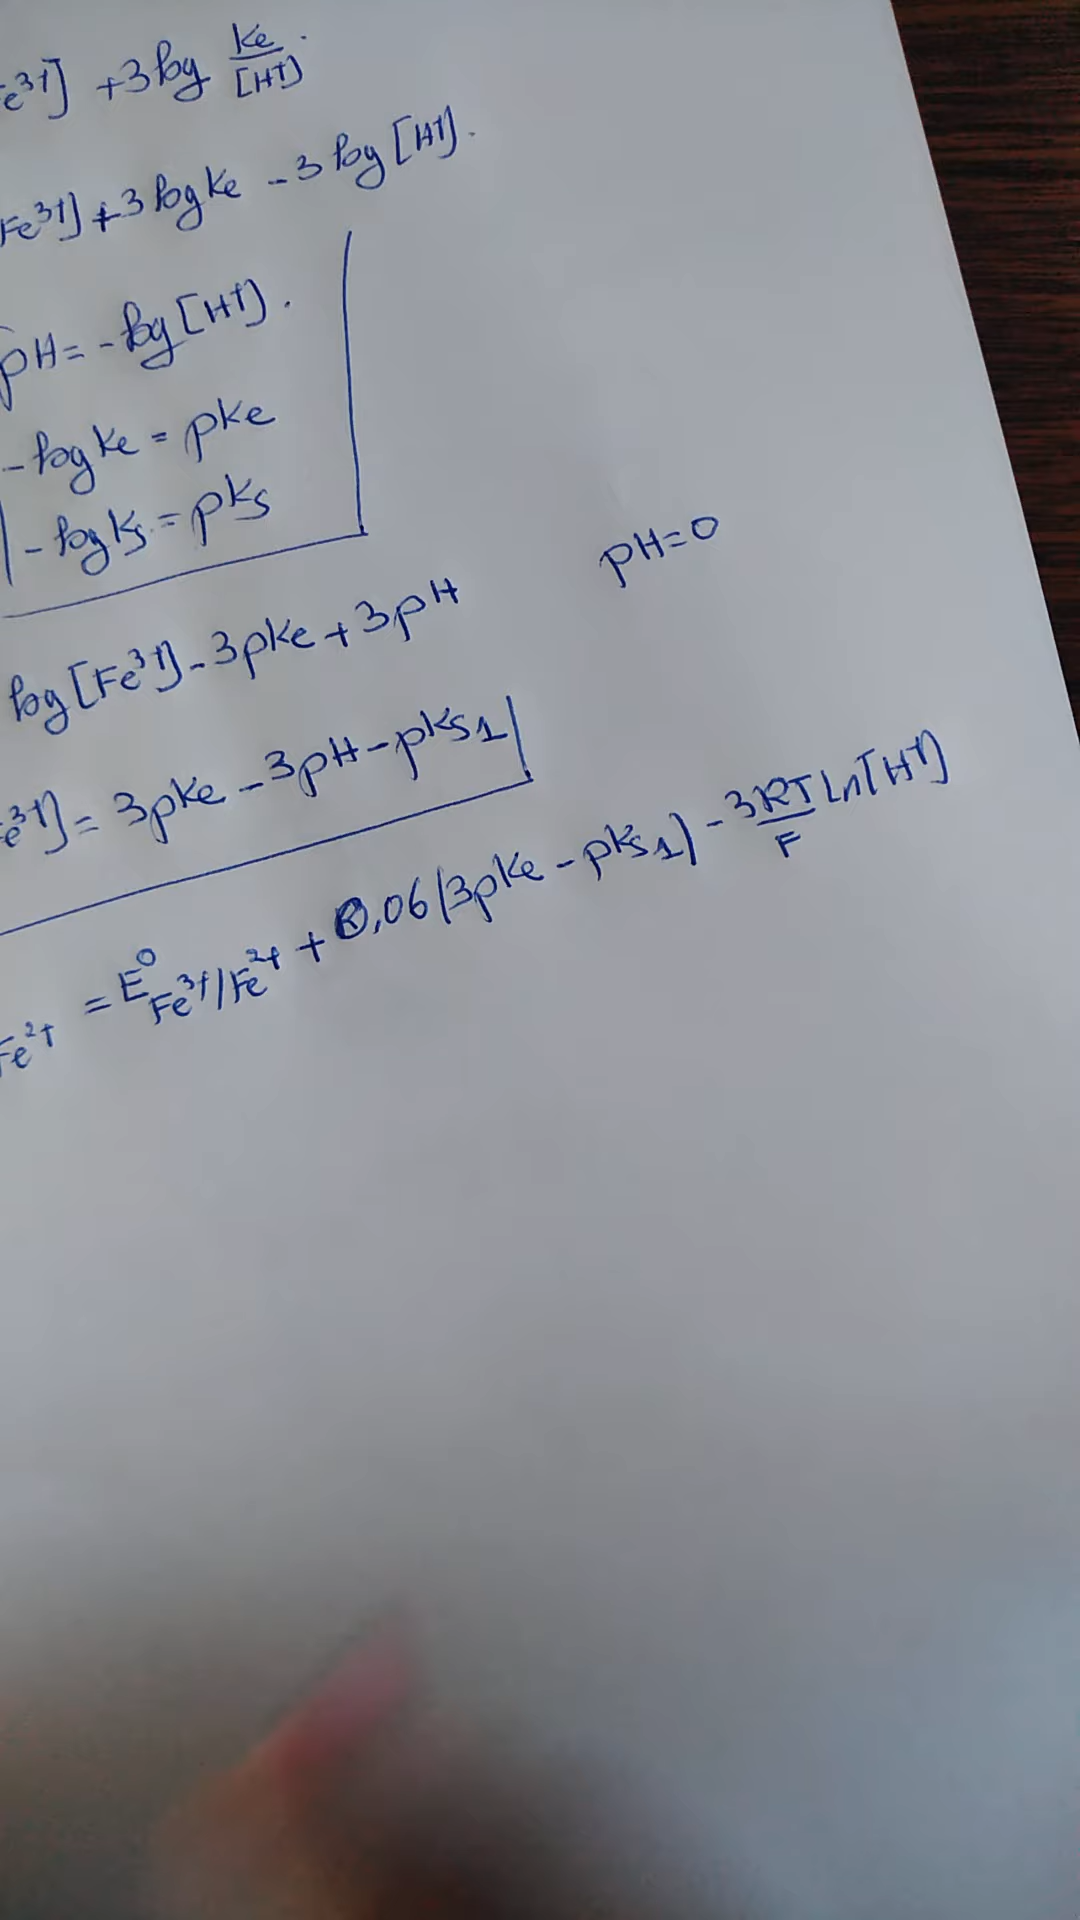 e³⁺] + 3 log Ke/[H⁺].
Fe³⁺] + 3 log Ke - 3 log [H⁺].
pH = - log [H⁺].
- log Ke = pKe
- log Ks = pKs
pH = 0
log [Fe³⁺] - 3pKe + 3pH
e³⁺] = 3pKe - 3pH - pKs1
Fe²⁺ = E⁰ Fe³⁺/Fe²⁺ + 0,06 (3pKe - pKs1) - 3RT/F Ln [H⁺]